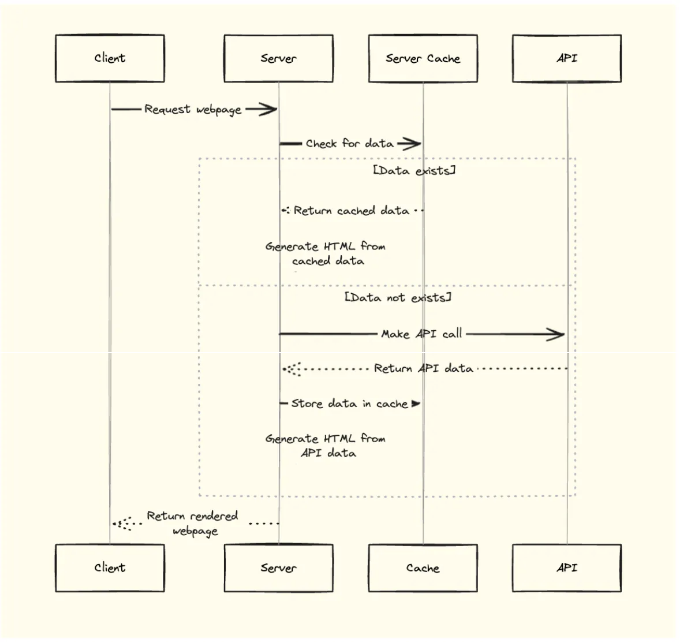 Client
Server
Server Cache
API
Request webpage
Check for data
[Data exists]
Return cached data
Generate HTML from
cached data
[Data not exists]
Make API call
Return API data
Store data in cache
Generate HTML from
API data
Return rendered
webpage
Client
Server
Cache
API